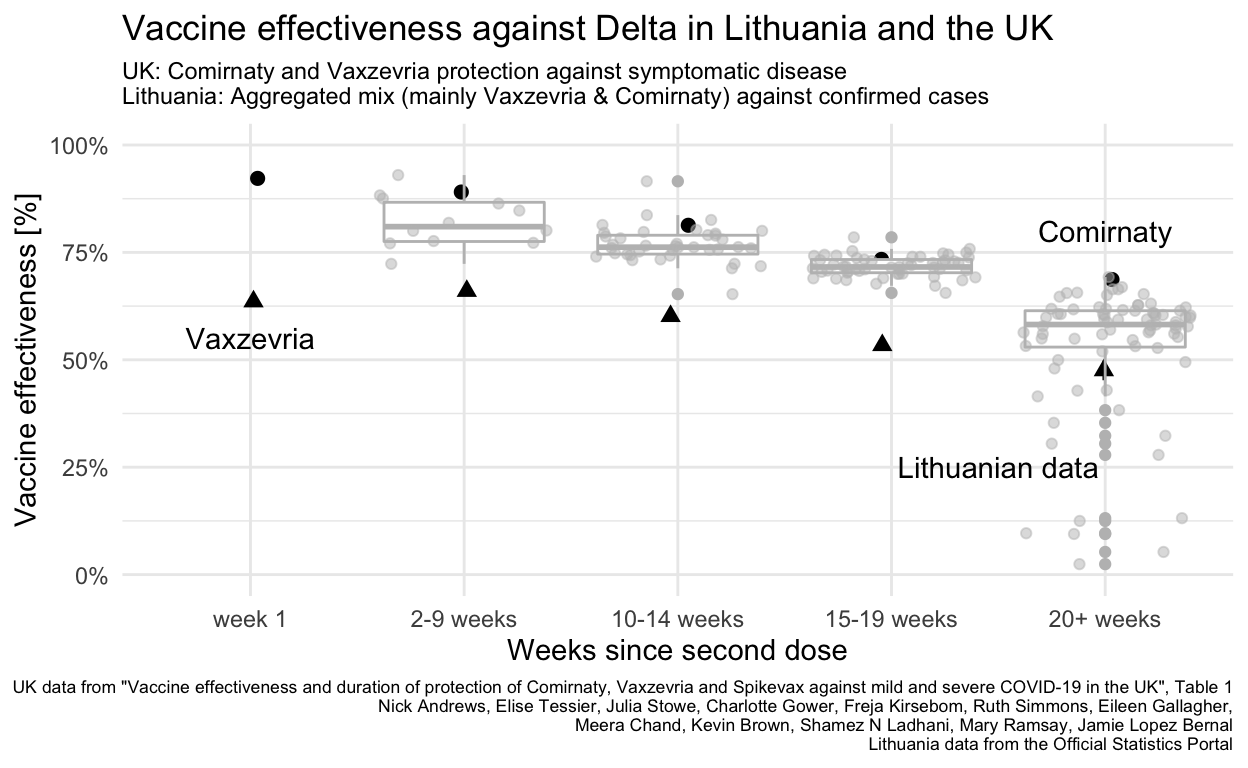 Vaccine effectiveness against Delta in Lithuania and the UK
UK: Comirnaty and Vaxzevria protection against symptomatic disease
Lithuania: Aggregated mix (mainly Vaxzevria & Comirnaty) against confirmed cases
Vaccine effectiveness [%]
100%
75%
50%
25%
0%
Comirnaty
Vaxzevria
Lithuanian data
week 1
2-9 weeks
10-14 weeks
15-19 weeks
20+ weeks
Weeks since second dose
UK data from "Vaccine effectiveness and duration of protection of Comirnaty, Vaxzevria and Spikevax against mild and severe COVID-19 in the UK", Table 1
Nick Andrews, Elise Tessier, Julia Stowe, Charlotte Gower, Freja Kirsebom, Ruth Simmons, Eileen Gallagher,
Meera Chand, Kevin Brown, Shamez N Ladhani, Mary Ramsay, Jamie Lopez Bernal
Lithuania data from the Official Statistics Portal